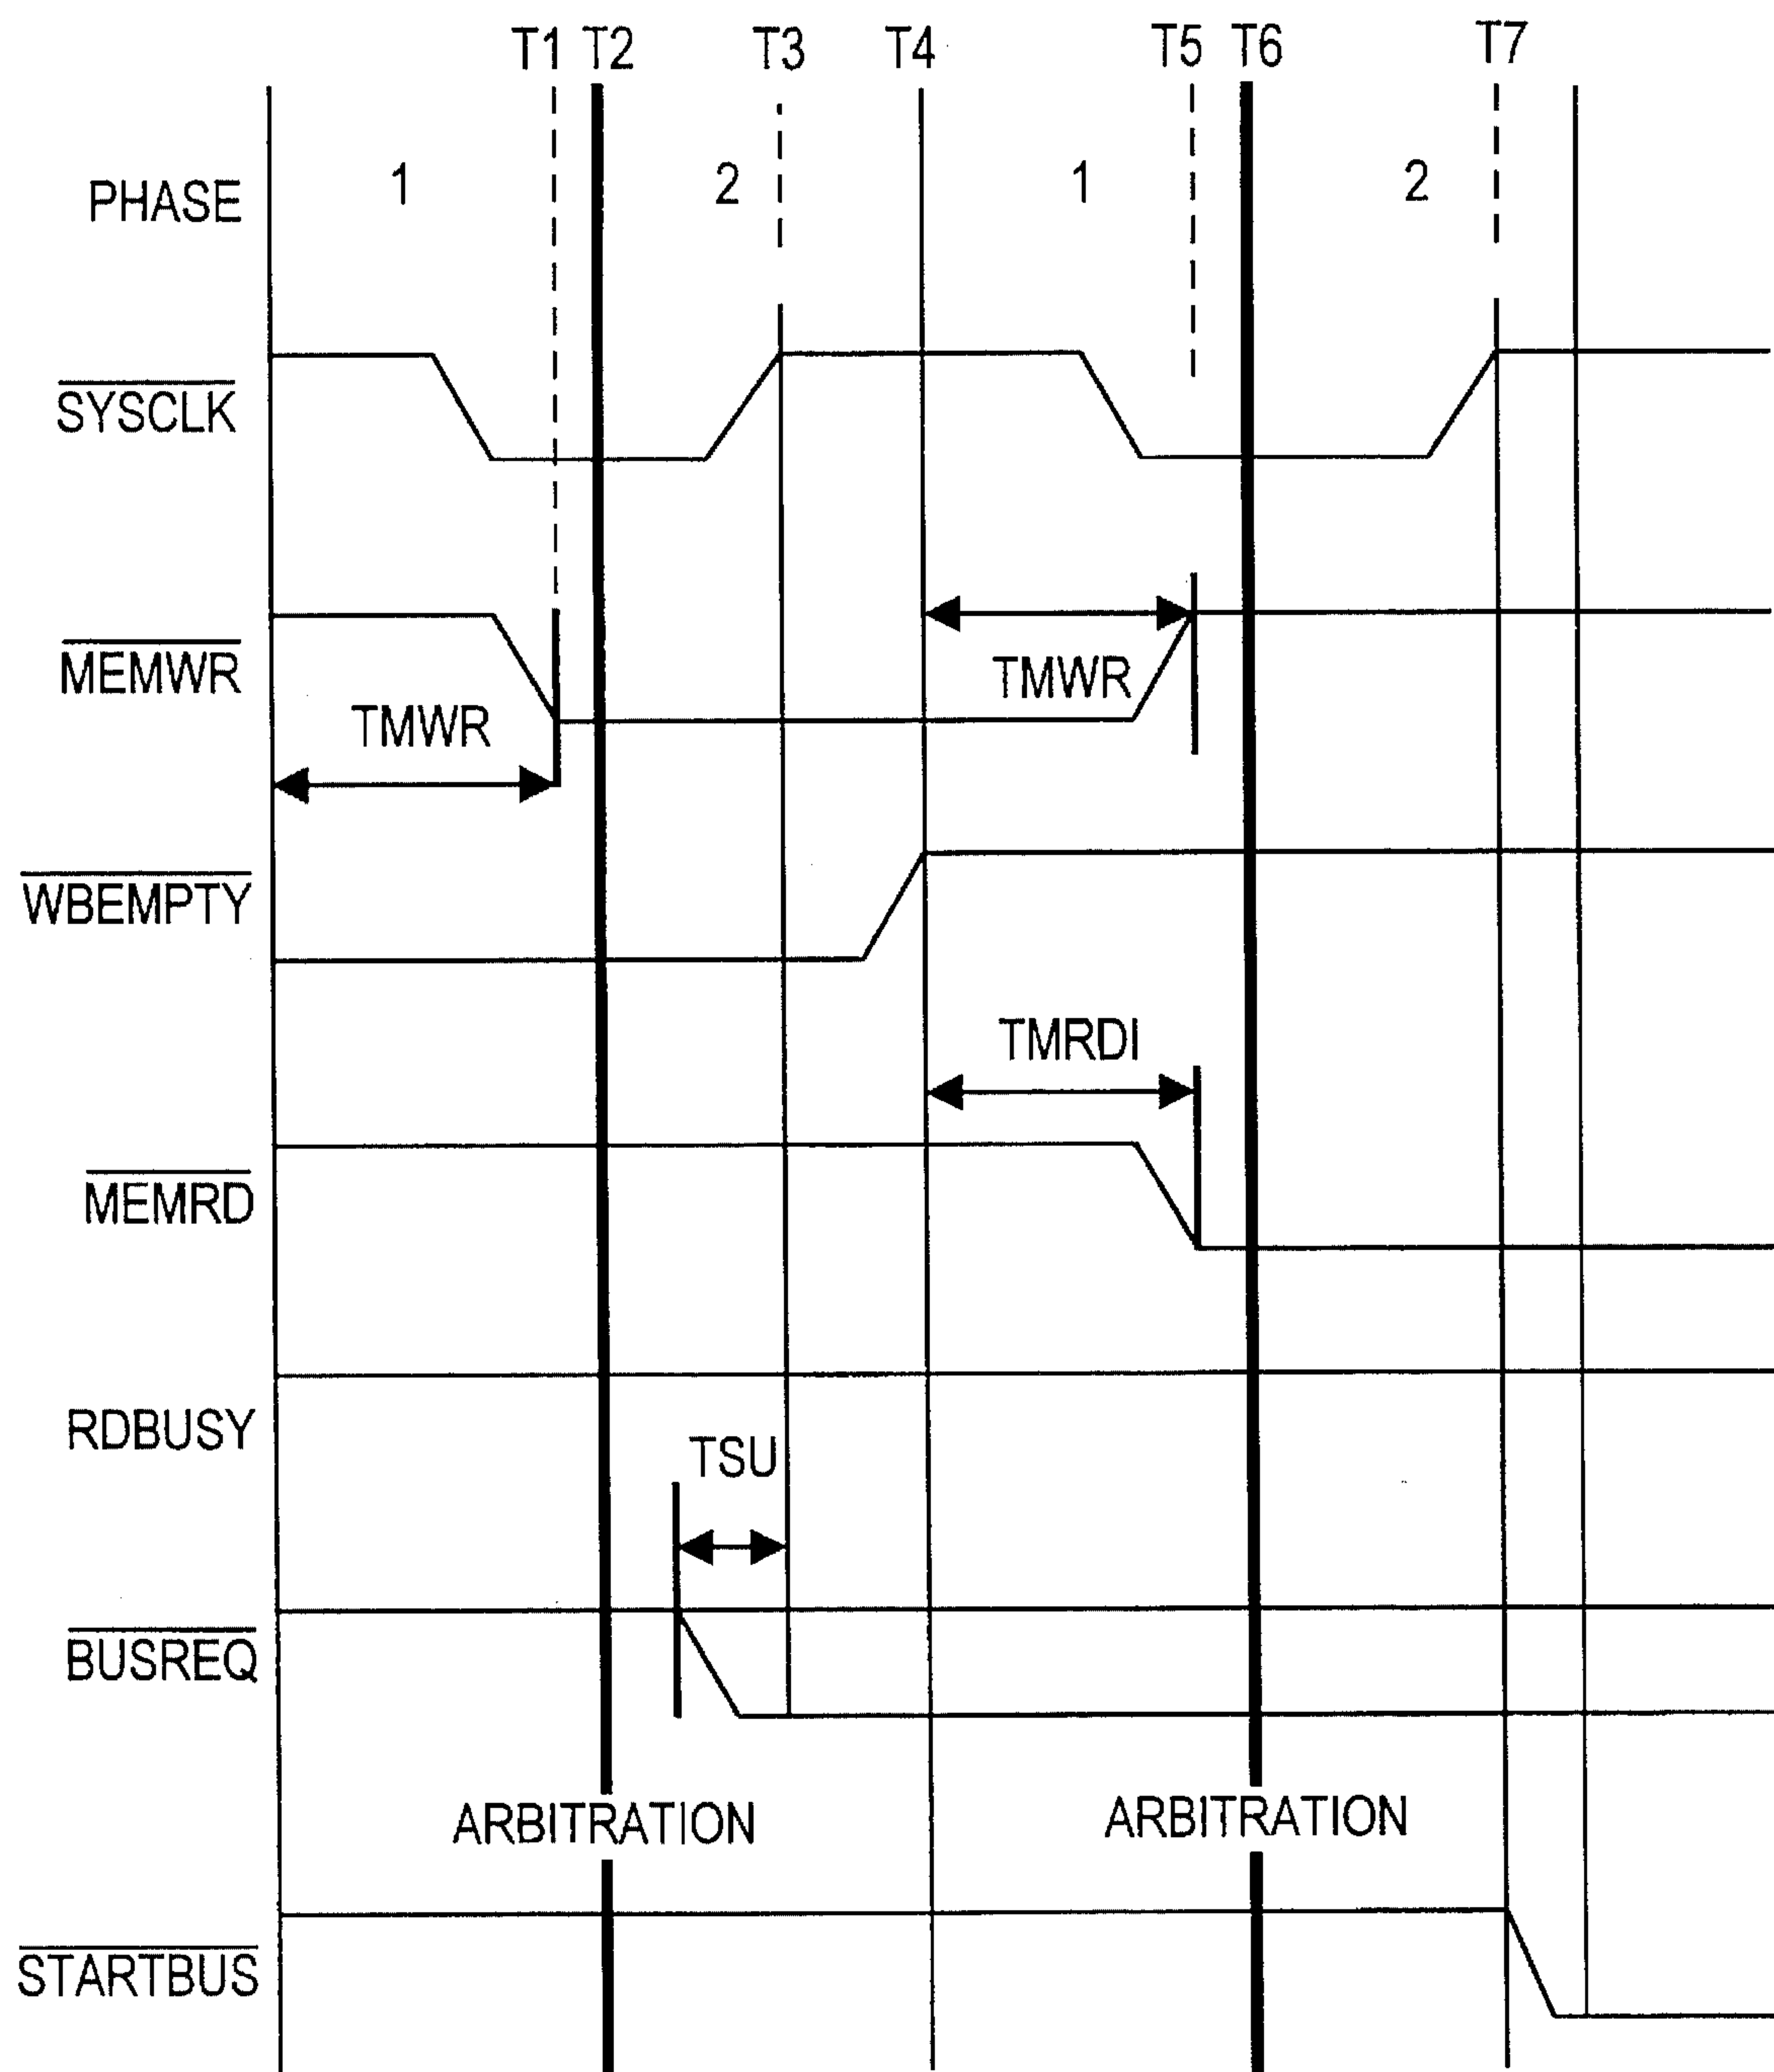 T1 T2 T3 T4 T5 T6 T7
PHASE 1 2 1 2
SYSCLK
MEMWR
TMWR
TMWR
WBEMPTY
TMRDI
MEMRD
RDBUSY
TSU
BUSREQ
ARBITRATION ARBITRATION
STARTBUS